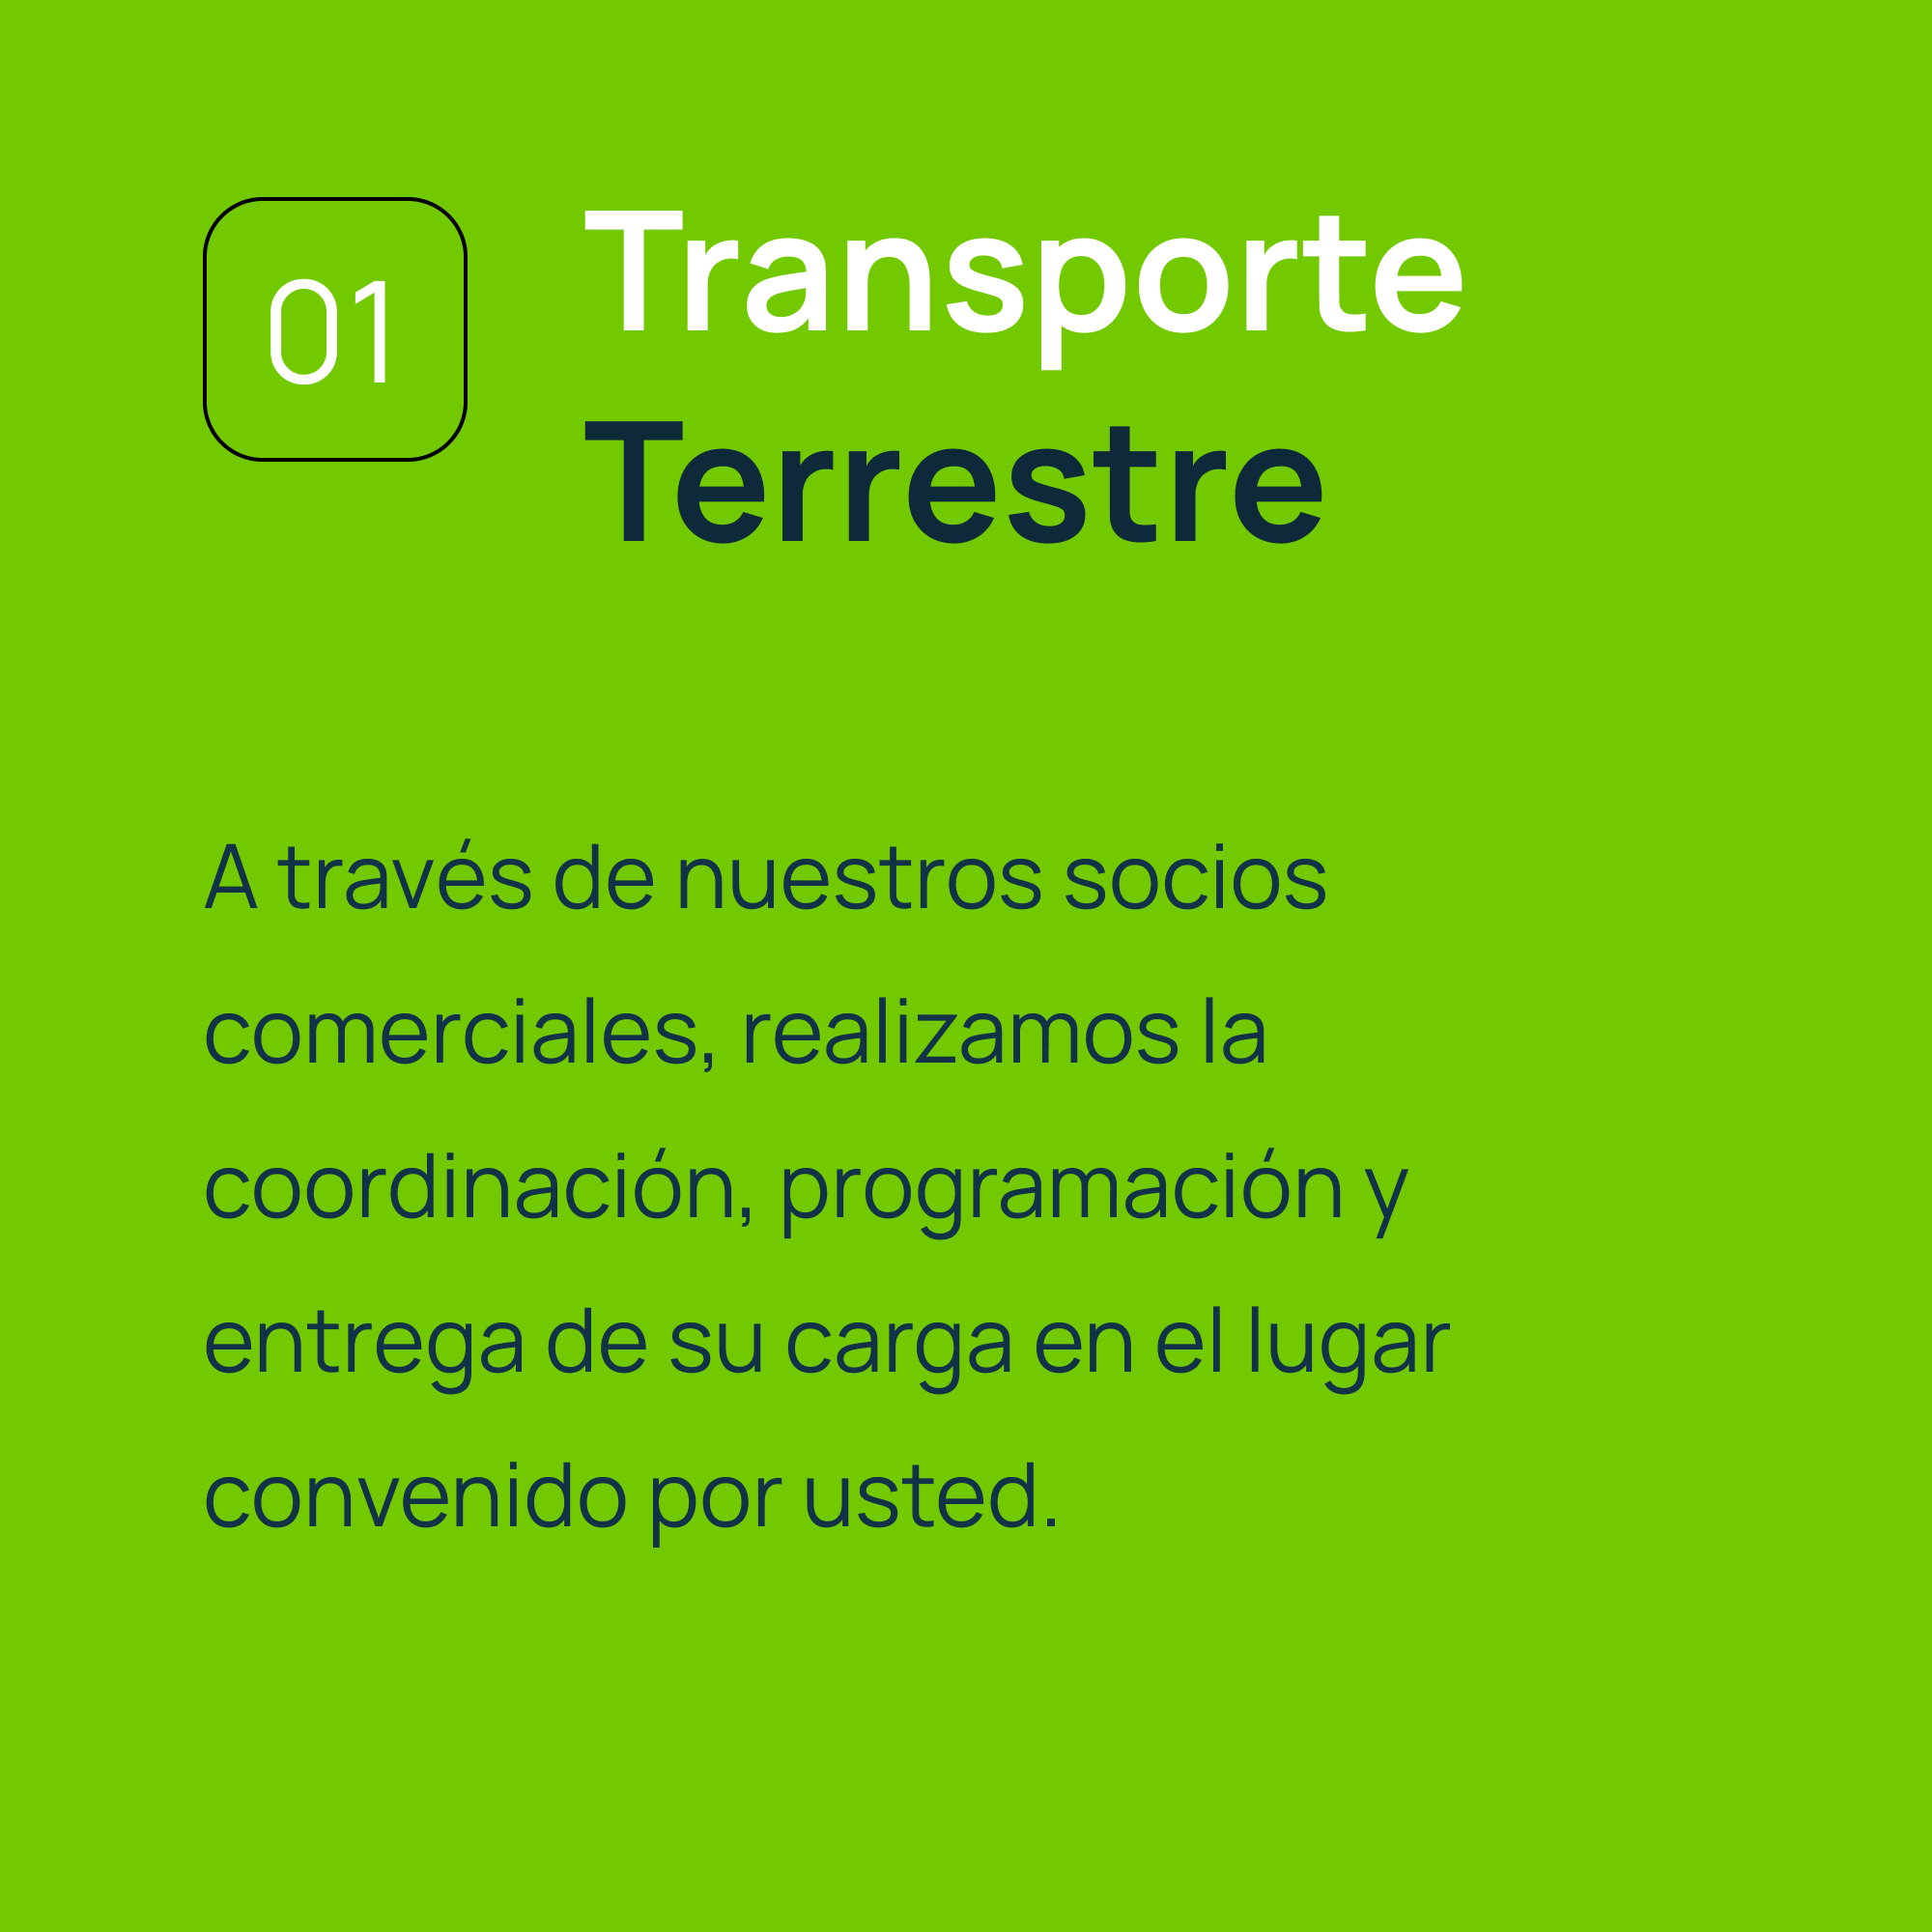 01
Transporte
Terrestre
A través de nuestros socios
comerciales, realizamos la
coordinación, programación y
entrega de su carga en el lugar
convenido por usted.